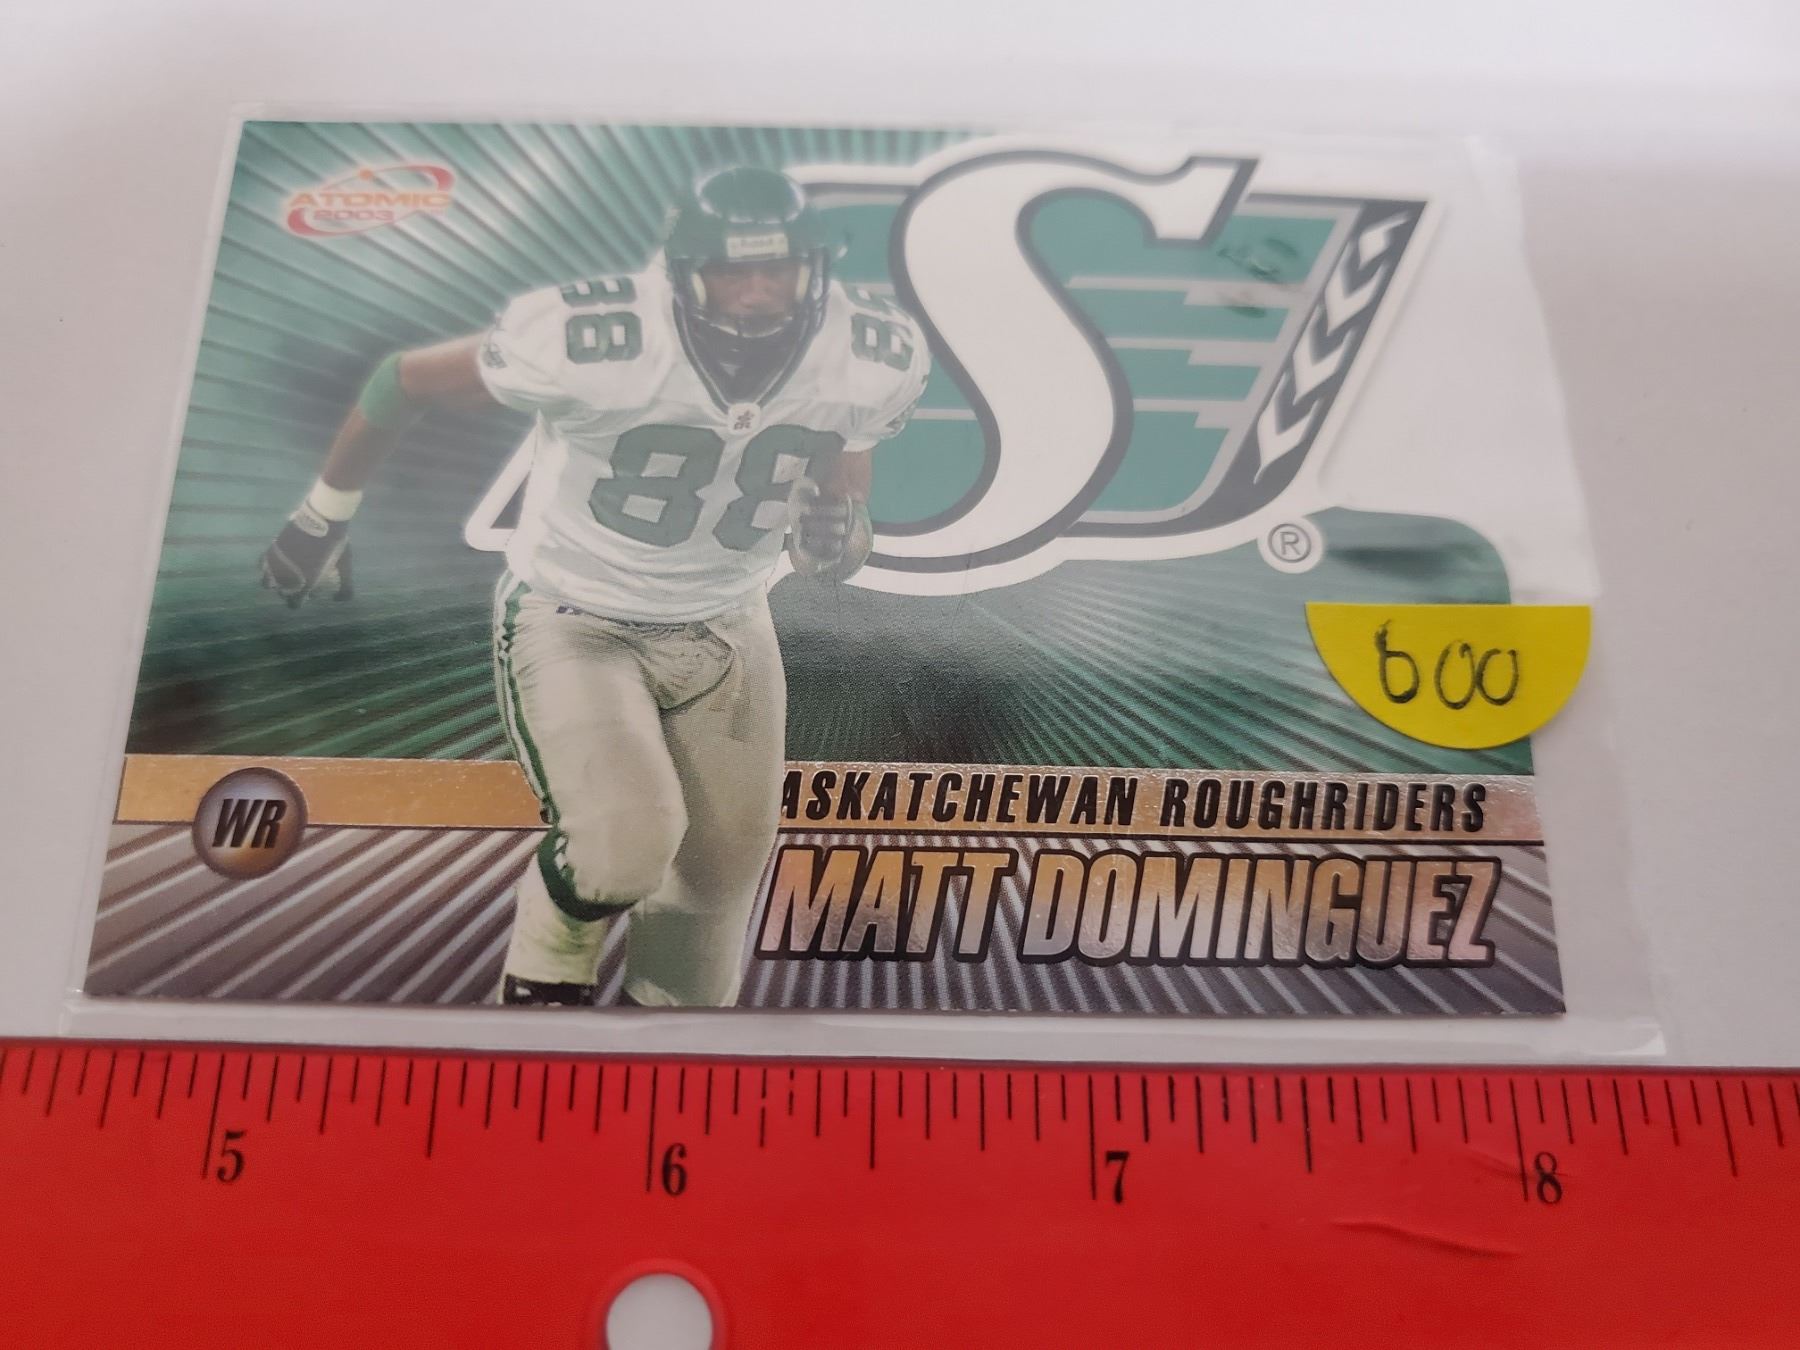 ATOMIC
2003
88
88
88
S
®
600
WR
ASKATCHEWAN ROUGHRIDERS
MATT DOMINGUEZ
5 6 7 8